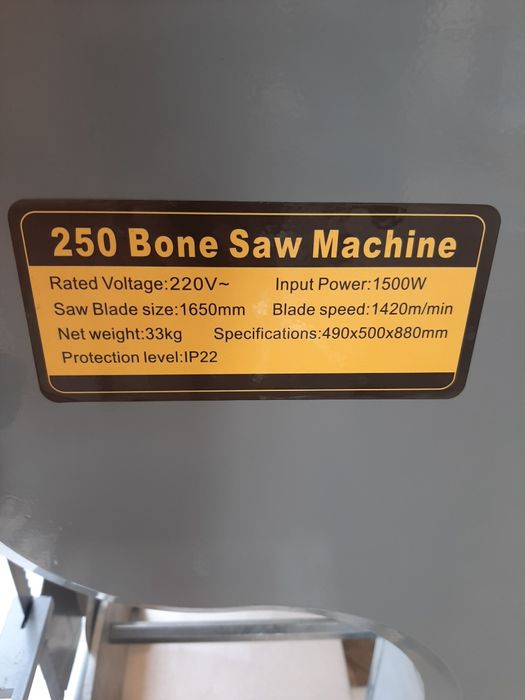 250 Bone Saw Machine
Rated Voltage:220V~ Input Power:1500W
Saw Blade size:1650mm Blade speed:1420m/min
Net weight:33kg Specifications:490x500x880mm
Protection level:IP22